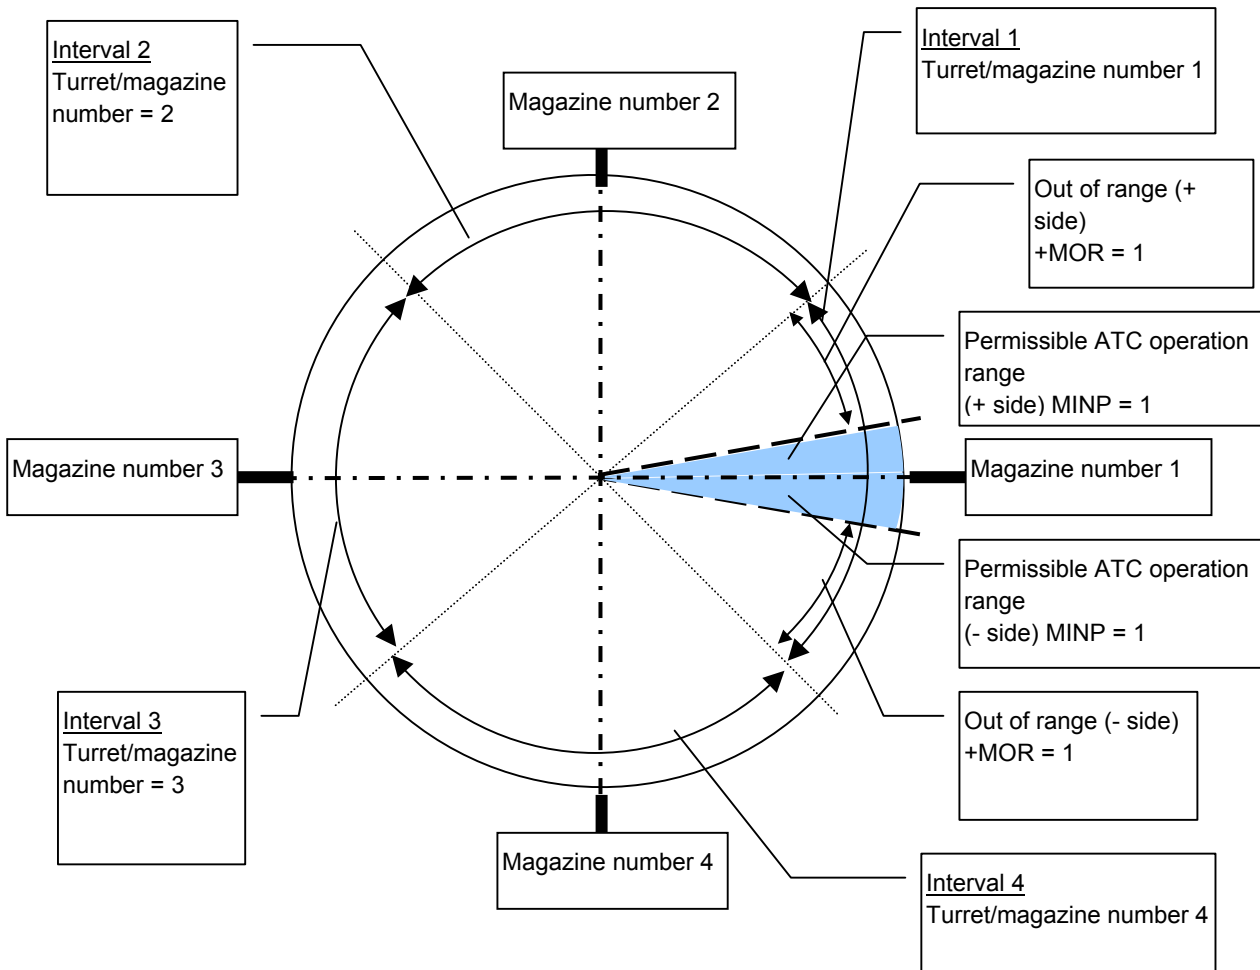 Interval 2
Turret/magazine
number = 2
Magazine number 2
Interval 1
Turret/magazine number 1
Out of range (+
side)
+MOR = 1
Permissible ATC operation
range
(+ side) MINP = 1
Magazine number 3
Magazine number 1
Permissible ATC operation
range
(- side) MINP = 1
Interval 3
Turret/magazine
number = 3
Out of range (- side)
+MOR = 1
Magazine number 4
Interval 4
Turret/magazine number 4